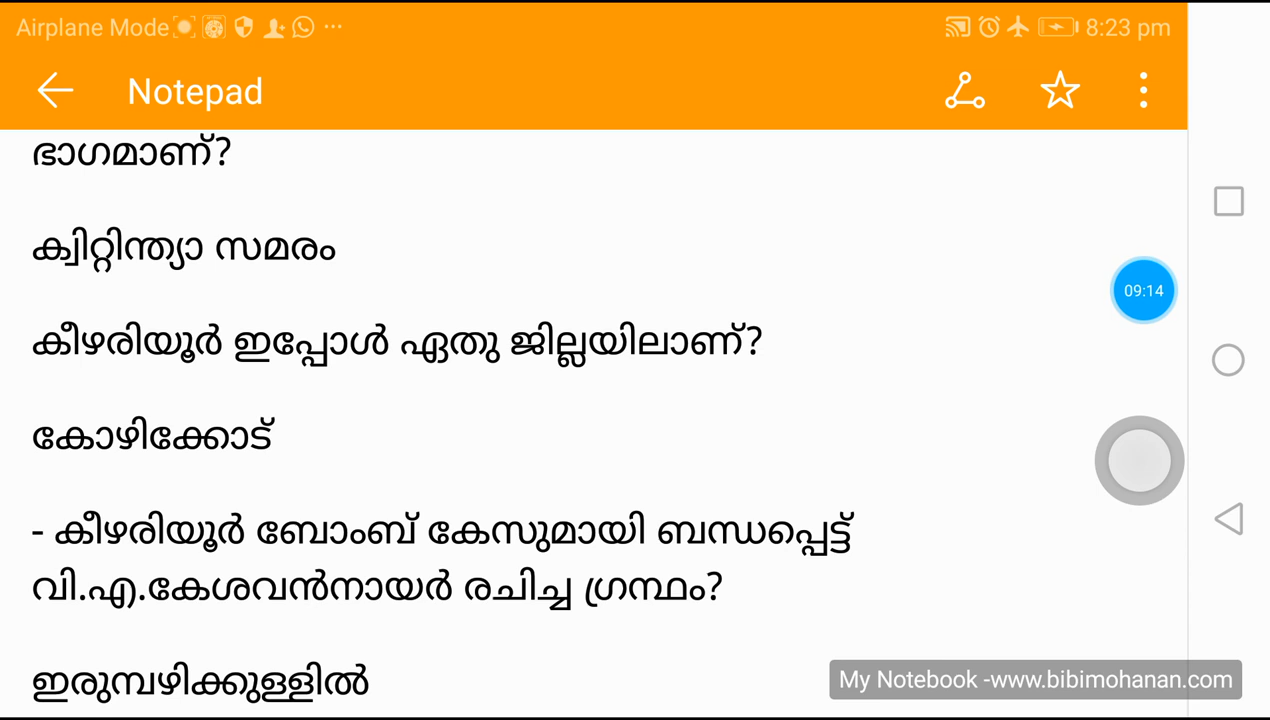 Airplane Mode ... 8:23 pm
Notepad
ഭാഗമാണ്?
ക്വിറ്റിന്ത്യാ സമരം
09:14
കീഴരിയൂർ ഇപ്പോൾ ഏതു ജില്ലയിലാണ്?
കോഴിക്കോട്
- കീഴരിയൂർ ബോംബ് കേസുമായി ബന്ധപ്പെട്ട്
വി.എ.കേശവൻനായർ രചിച്ച ഗ്രന്ഥം?
ഇരുമ്പഴിക്കുള്ളിൽ
My Notebook -www.bibimohanan.com